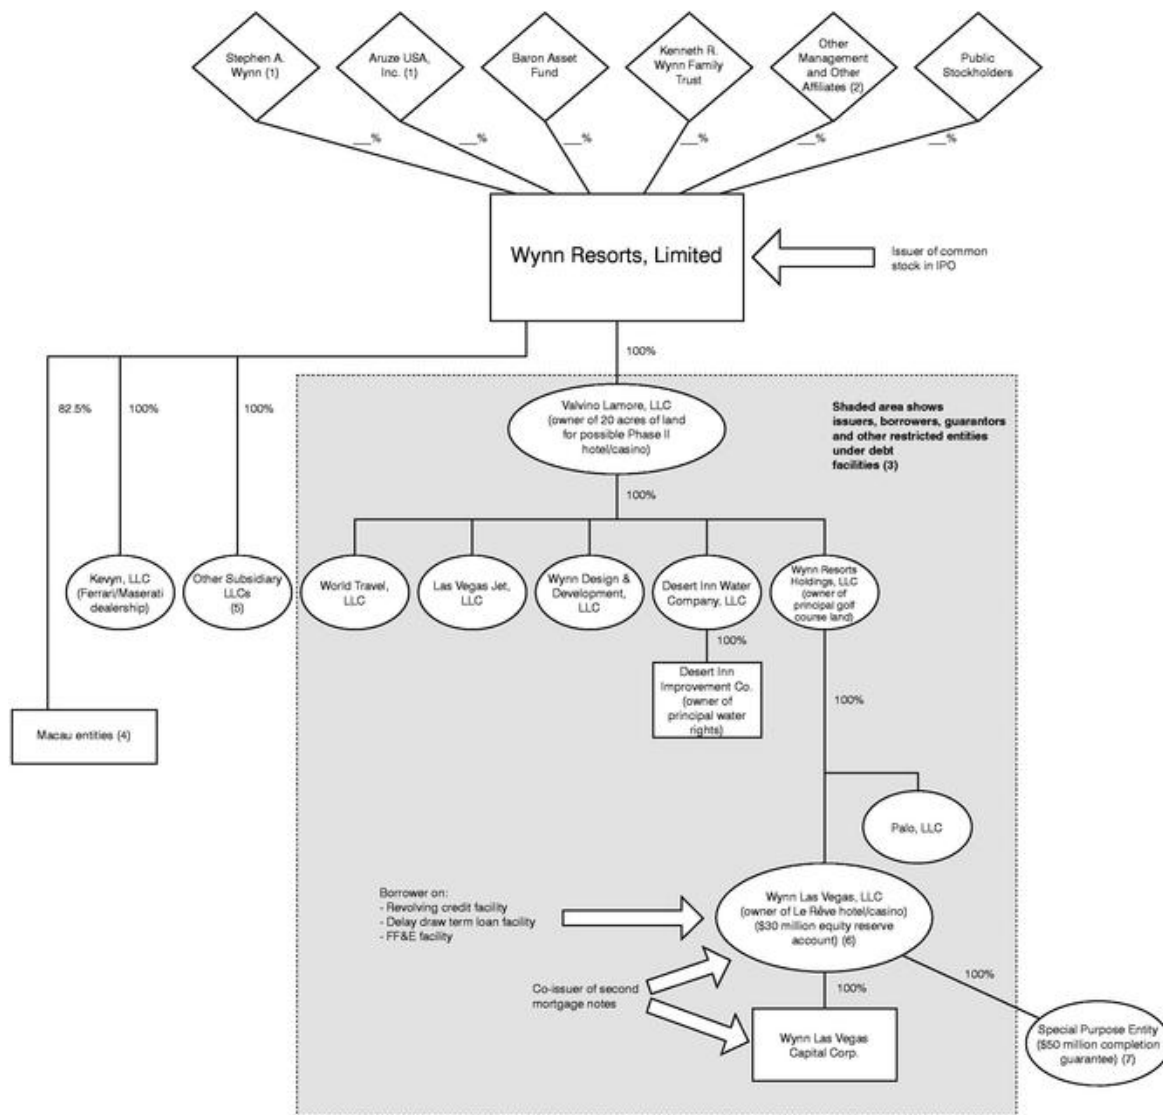 Stephen A.
Wynn (1)
Aruze USA,
Inc. (1)
Baron Asset
Fund
Kenneth R.
Wynn Family
Trust
Other
Management
and Other
Affiliates (2)
Public
Stockholders
___%
___%
___%
___%
___%
___%
Wynn Resorts, Limited
Issuer of common
stock in IPO
100%
82.5%
100%
100%
Valvino Lamore, LLC
(owner of 20 acres of land
for possible Phase II
hotel/casino)
Shaded area shows
issuers, borrowers, guarantors
and other restricted entities
under debt
facilities (3)
100%
Kevyn, LLC
(Ferrari/Maserati
dealership)
Other Subsidiary
LLCs
(5)
World Travel,
LLC
Las Vegas Jet,
LLC
Wynn Design &
Development,
LLC
Desert Inn Water
Company, LLC
Wynn Resorts
Holdings, LLC
(owner of
principal golf
course land)
100%
Desert Inn
Improvement Co.
(owner of
principal water
rights)
100%
Macau entities (4)
Palo, LLC
Borrower on:
- Revolving credit facility
- Delay draw term loan facility
- FF&E facility
Wynn Las Vegas, LLC
(owner of Le Rêve hotel/casino)
($30 million equity reserve
account) (6)
100%
100%
Co-issuer of second
mortgage notes
Wynn Las Vegas
Capital Corp.
Special Purpose Entity
($50 million completion
guarantee) (7)